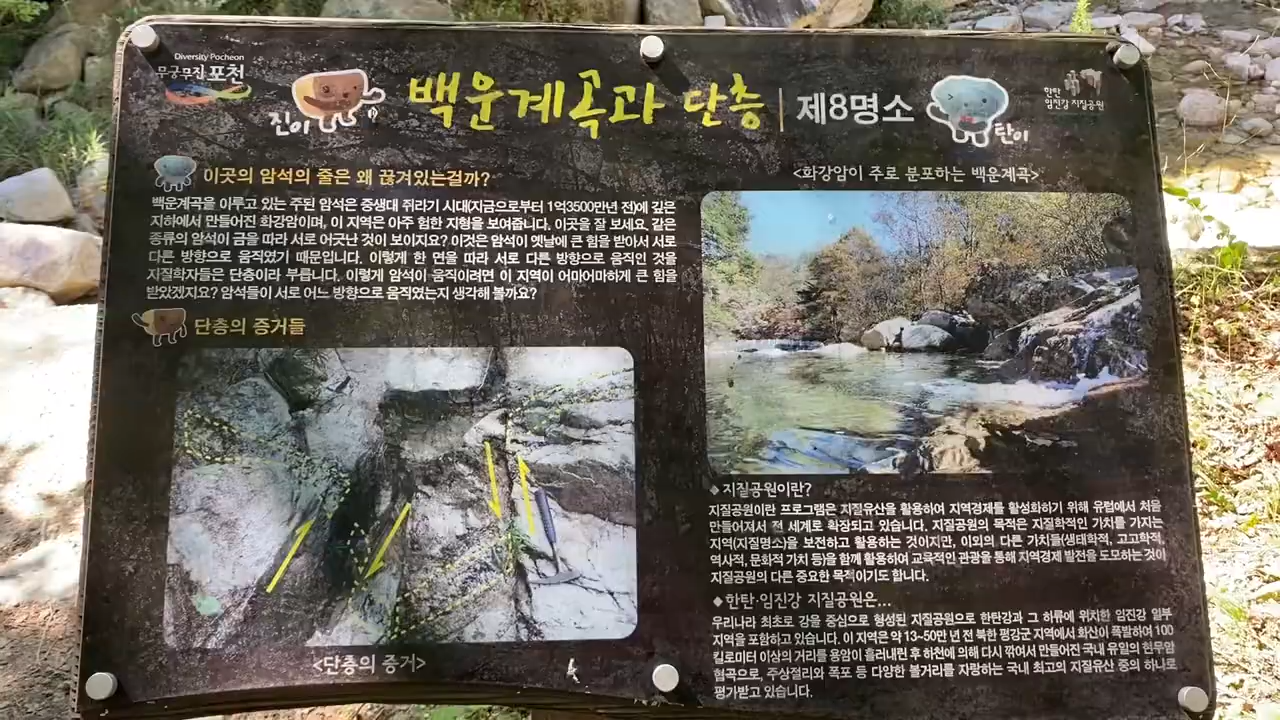 Diversity Pocheon
무궁무진 포천
진이
백운계곡과 단층 | 제8명소
탄이
한탄
임진강 지질공원
이곳의 암석의 줄은 왜 끊겨있는걸까?
백운계곡을 이루고 있는 주된 암석은 중생대 쥐라기 시대(지금으로부터 1억3500만년 전)에 깊은
지하에서 만들어진 화강암이며, 이 지역은 아주 험한 지형을 보여줍니다. 이곳을 잘 보세요. 같은
종류의 암석이 금을 따라 서로 어긋난 것이 보이지요? 이것은 암석이 옛날에 큰 힘을 받아서 서로
다른 방향으로 움직였기 때문입니다. 이렇게 한 면을 따라 서로 다른 방향으로 움직인 것을
지질학자들은 단층이라 부릅니다. 이렇게 암석이 움직이려면 이 지역이 어마어마하게 큰 힘을
받았겠지요? 암석들이 서로 어느 방향으로 움직였는지 생각해 볼까요?
단층의 증거들
<단층의 증거>
<화강암이 주로 분포하는 백운계곡>
◆지질공원이란?
지질공원이란 프로그램은 지질유산을 활용하여 지역경제를 활성화하기 위해 유럽에서 처음
만들어져서 전 세계로 확장되고 있습니다. 지질공원의 목적은 지질학적인 가치를 가지는
지역(지질명소)을 보전하고 활용하는 것이지만, 이외의 다른 가치들(생태학적, 고고학적,
역사적, 문화적 가치 등)을 함께 활용하여 교육적인 관광을 통해 지역경제 발전을 도모하는 것이
지질공원의 다른 중요한 목적이기도 합니다.
◆한탄·임진강 지질공원은...
우리나라 최초로 강을 중심으로 형성된 지질공원으로 한탄강과 그 하류에 위치한 임진강 일부
지역을 포함하고 있습니다. 이 지역은 약 13~50만 년 전 북한 평강군 지역에서 화산이 폭발하여 100
킬로미터 이상의 거리를 용암이 흘러내린 후 하천에 의해 다시 깎여서 만들어진 국내 유일의 현무암
협곡으로, 주상절리와 폭포 등 다양한 볼거리를 자랑하는 국내 최고의 지질유산 중의 하나로
평가받고 있습니다.